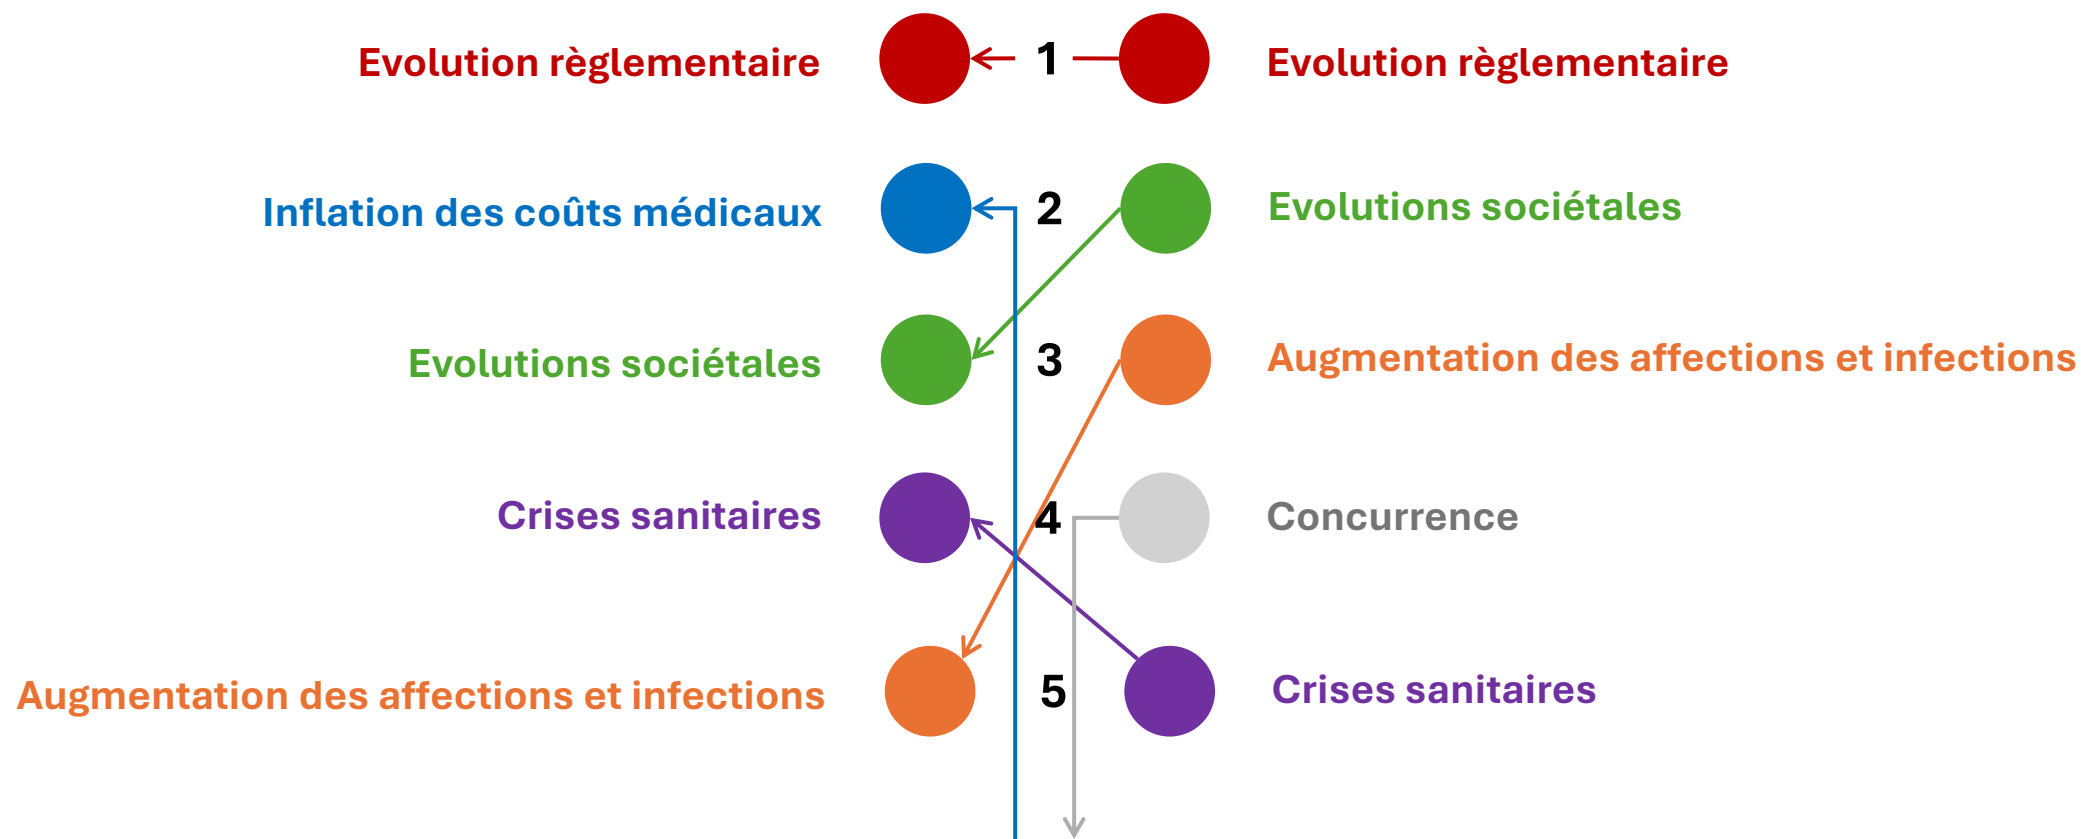 Evolution règlementaire 1 Evolution règlementaire
Inflation des coûts médicaux 2 Evolutions sociétales
Evolutions sociétales 3 Augmentation des affections et infections
Crises sanitaires 4 Concurrence
Augmentation des affections et infections 5 Crises sanitaires